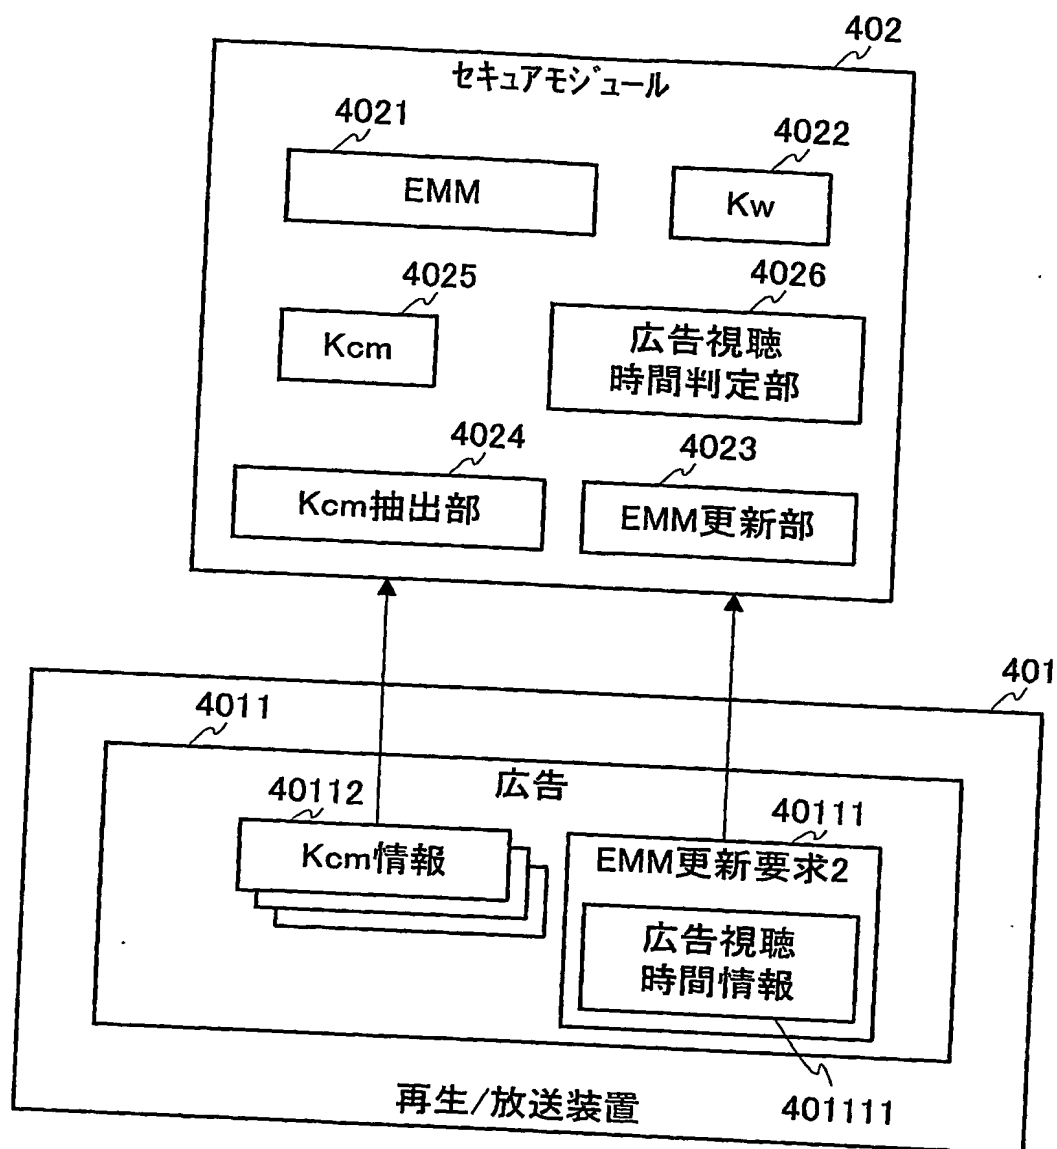 402
セキュアモジュール
4021
EMM
4022
Kw
4025
Kcm
4026
広告視聴
時間判定部
4024
Kcm抽出部
4023
EMM更新部
401
4011
広告
40112
Kcm情報
40111
EMM更新要求2
広告視聴
時間情報
401111
再生/放送装置